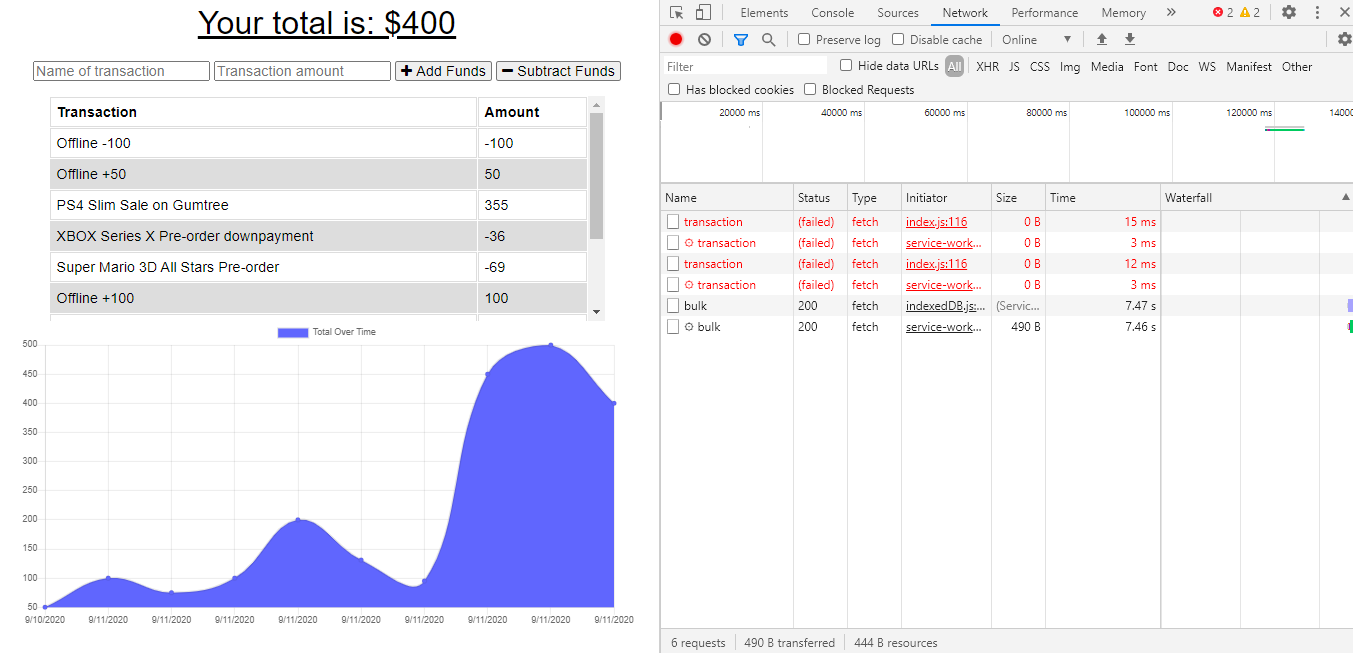 Your total is: $400
Name of transaction Transaction amount Add Funds Subtract Funds
Transaction Amount
Offline -100 -100
Offline +50 50
PS4 Slim Sale on Gumtree 355
XBOX Series X Pre-order downpayment -36
Super Mario 3D All Stars Pre-order -69
Offline +100 100
Total Over Time
500
450
400
350
300
250
200
150
100
50
9/10/2020 9/11/2020 9/11/2020 9/11/2020 9/11/2020 9/11/2020 9/11/2020 9/11/2020 9/11/2020 9/11/2020
Elements Console Sources Network Performance Memory » 2 2
Preserve log Disable cache Online
Filter Hide data URLs All XHR JS CSS Img Media Font Doc WS Manifest Other
Has blocked cookies Blocked Requests
20000 ms 40000 ms 60000 ms 80000 ms 100000 ms 120000 ms 14000
Name Status Type Initiator Size Time Waterfall
transaction (failed) fetch index.js:116 0 B 15 ms
transaction (failed) fetch service-work... 0 B 3 ms
transaction (failed) fetch index.js:116 0 B 12 ms
transaction (failed) fetch service-work... 0 B 3 ms
bulk 200 fetch indexedDB.js:... (Servic... 7.47 s
bulk 200 fetch service-work... 490 B 7.46 s
6 requests 490 B transferred 444 B resources